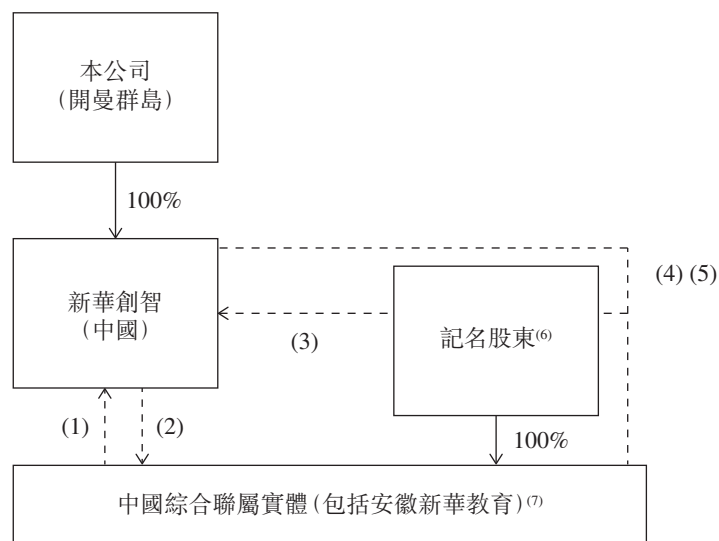 本公司
（開曼群島）
100%
新華創智
（中國）
(4) (5)
(3)
記名股東(6)
(1)
(2)
100%
中國綜合聯屬實體（包括安徽新華教育）(7)